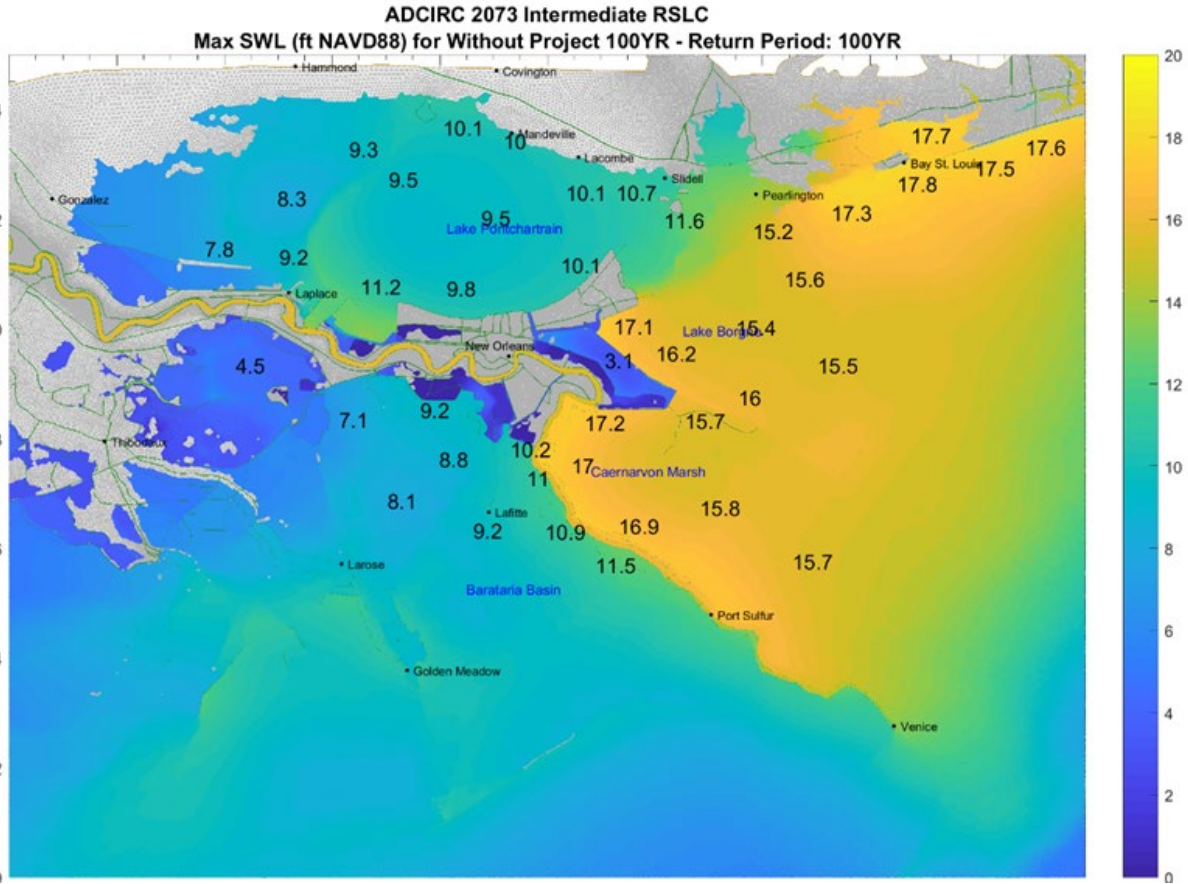 ADCIRC 2073 Intermediate RSLC
Max SWL (ft NAVD88) for Without Project 100YR - Return Period: 100YR
20
Hammond
Covington
18
10.1
Mandeville
10
17.7
17.6
9.3
Lacombe
Bay St. Louis
17.5
9.5
Slidell
17.8
8.3
10.1
10.7
Pearlington
Gonzalez
17.3
16
9.5
11.6
Lake Pontchartrain
15.2
7.8
9.2
10.1
15.6
11.2
9.8
Laplace
14
17.1
Lake Borgne
15.4
New Orleans
16.2
3.1
15.5
4.5
12
16
9.2
7.1
17.2
15.7
Thibodaux
10.2
8.8
17
Caernarvon Marsh
10
11
8.1
15.8
Lafitte
16.9
9.2
10.9
8
Larose
11.5
15.7
Barataria Basin
Port Sulfur
6
Golden Meadow
4
Venice
2
0